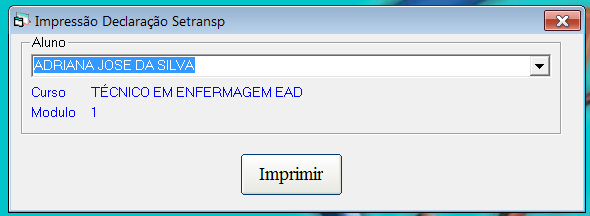 Impressão Declaração Setransp
Aluno
ADRIANA JOSE DA SILVA
Curso TÉCNICO EM ENFERMAGEM EAD
Modulo 1
Imprimir